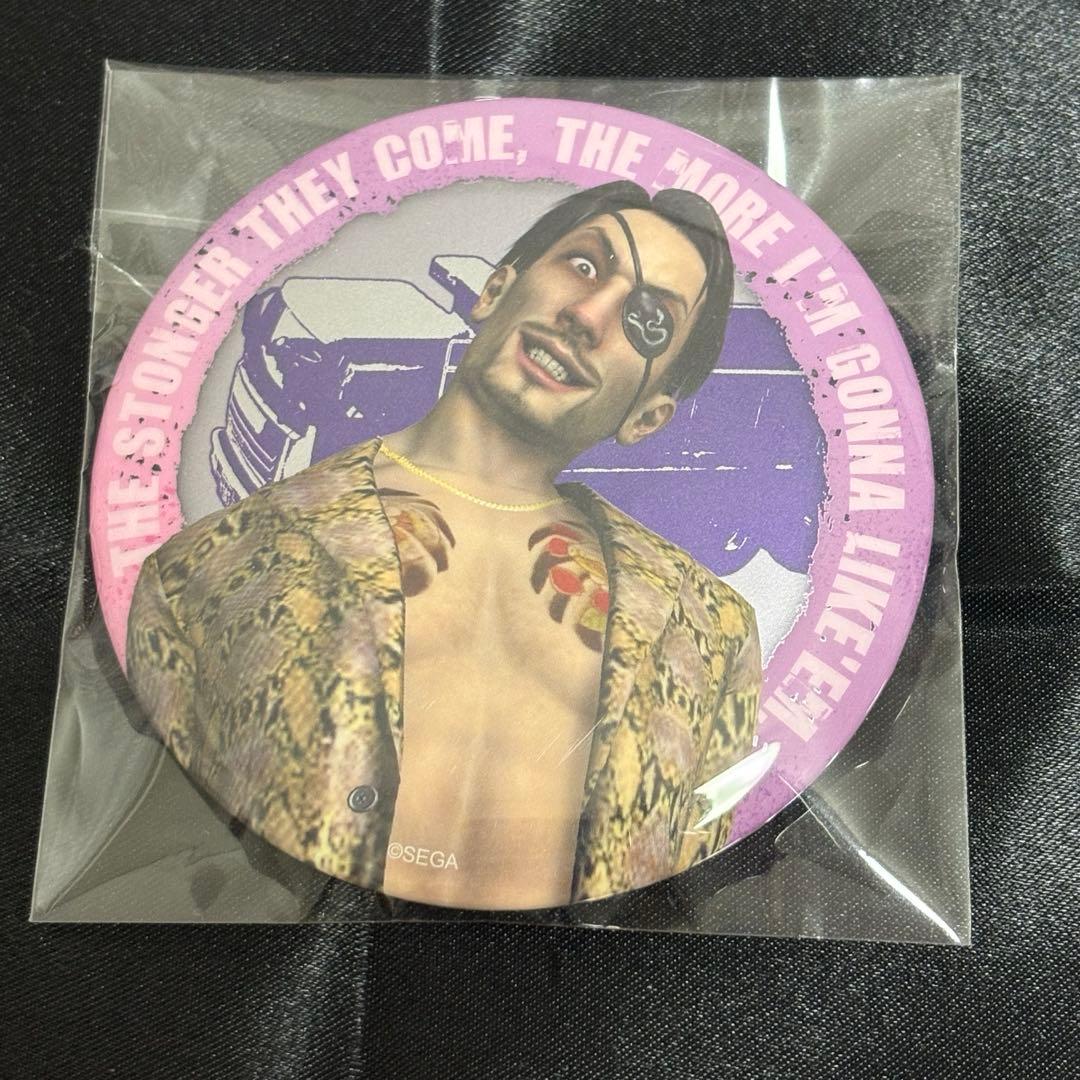 THE STONGER THEY COME, THE MORE I'M GONNA LIKE'EM
©SEGA